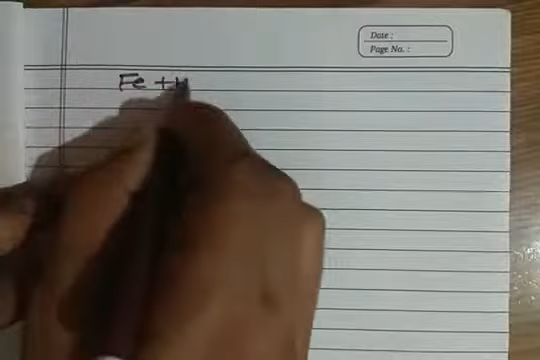 Date :
Page No. :
Fe + H